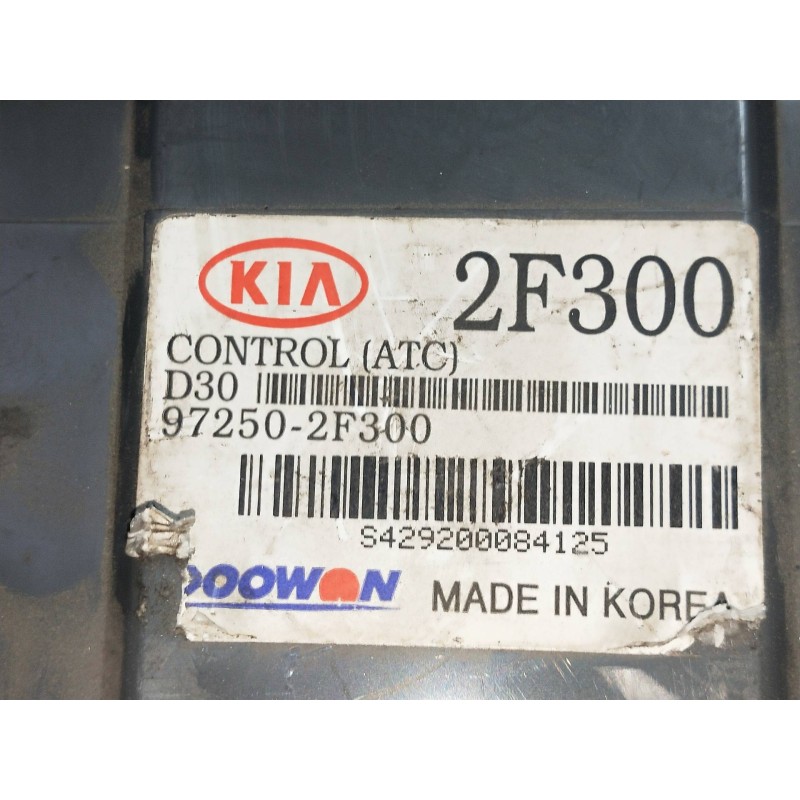 KIA 2F300
CONTROL (ATC)
D30
97250-2F300
S429200084125
DOOWON MADE IN KOREA